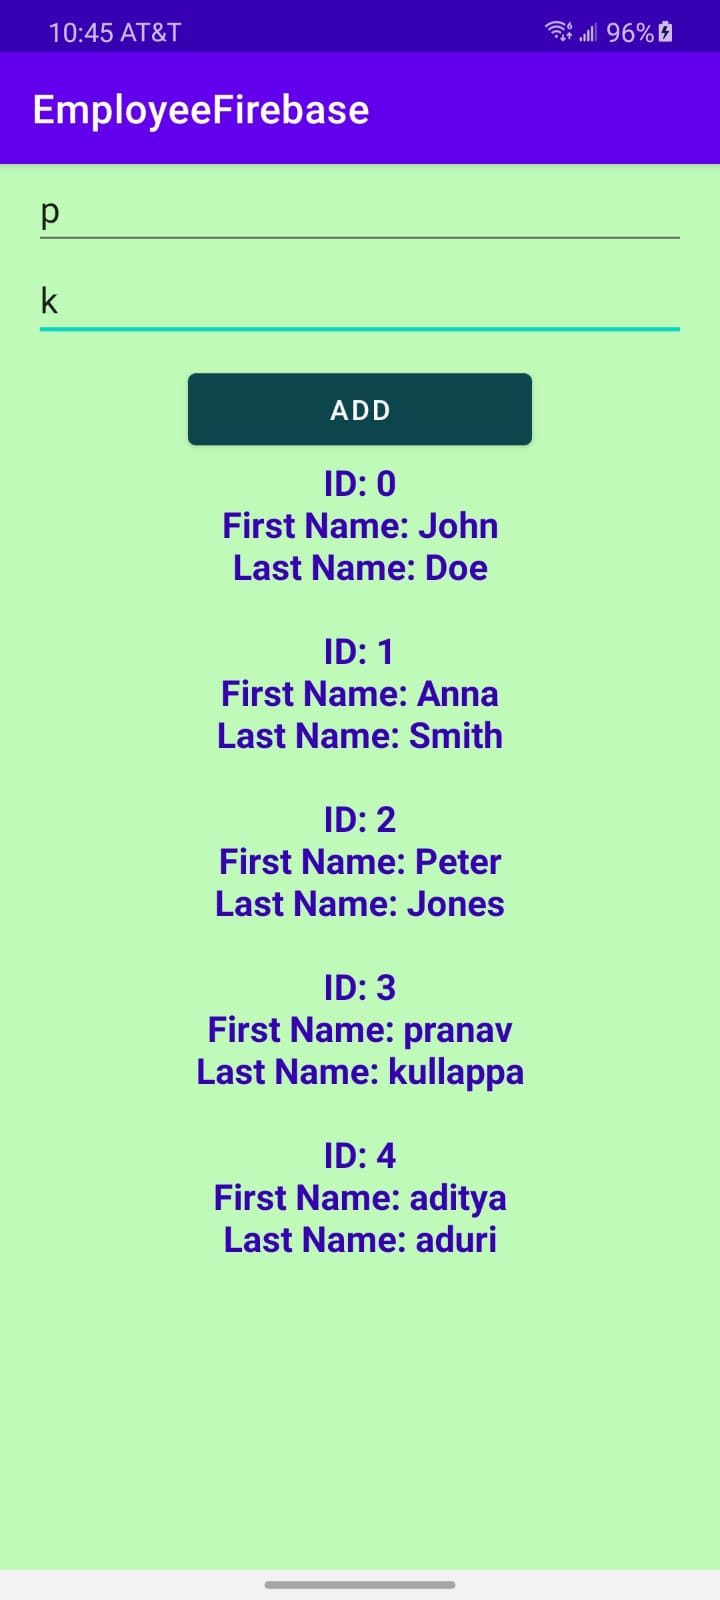 10:45 AT&T 96%
EmployeeFirebase
p
k
ADD
ID: 0
First Name: John
Last Name: Doe
ID: 1
First Name: Anna
Last Name: Smith
ID: 2
First Name: Peter
Last Name: Jones
ID: 3
First Name: pranav
Last Name: kullappa
ID: 4
First Name: aditya
Last Name: aduri